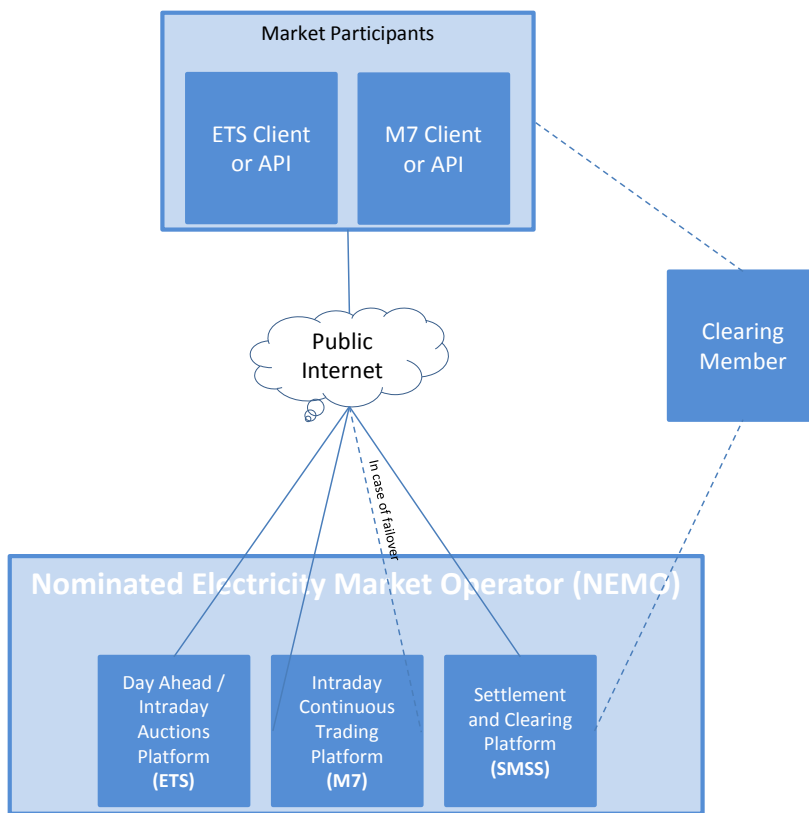 Market Participants
ETS Client
or API
M7 Client
or API
Public
Internet
Clearing
Member
In case of failover
Nominated Electricity Market Operator (NEMO)
Day Ahead /
Intraday
Auctions
Platform
(ETS)
Intraday
Continuous
Trading
Platform
(M7)
Settlement
and Clearing
Platform
(SMSS)